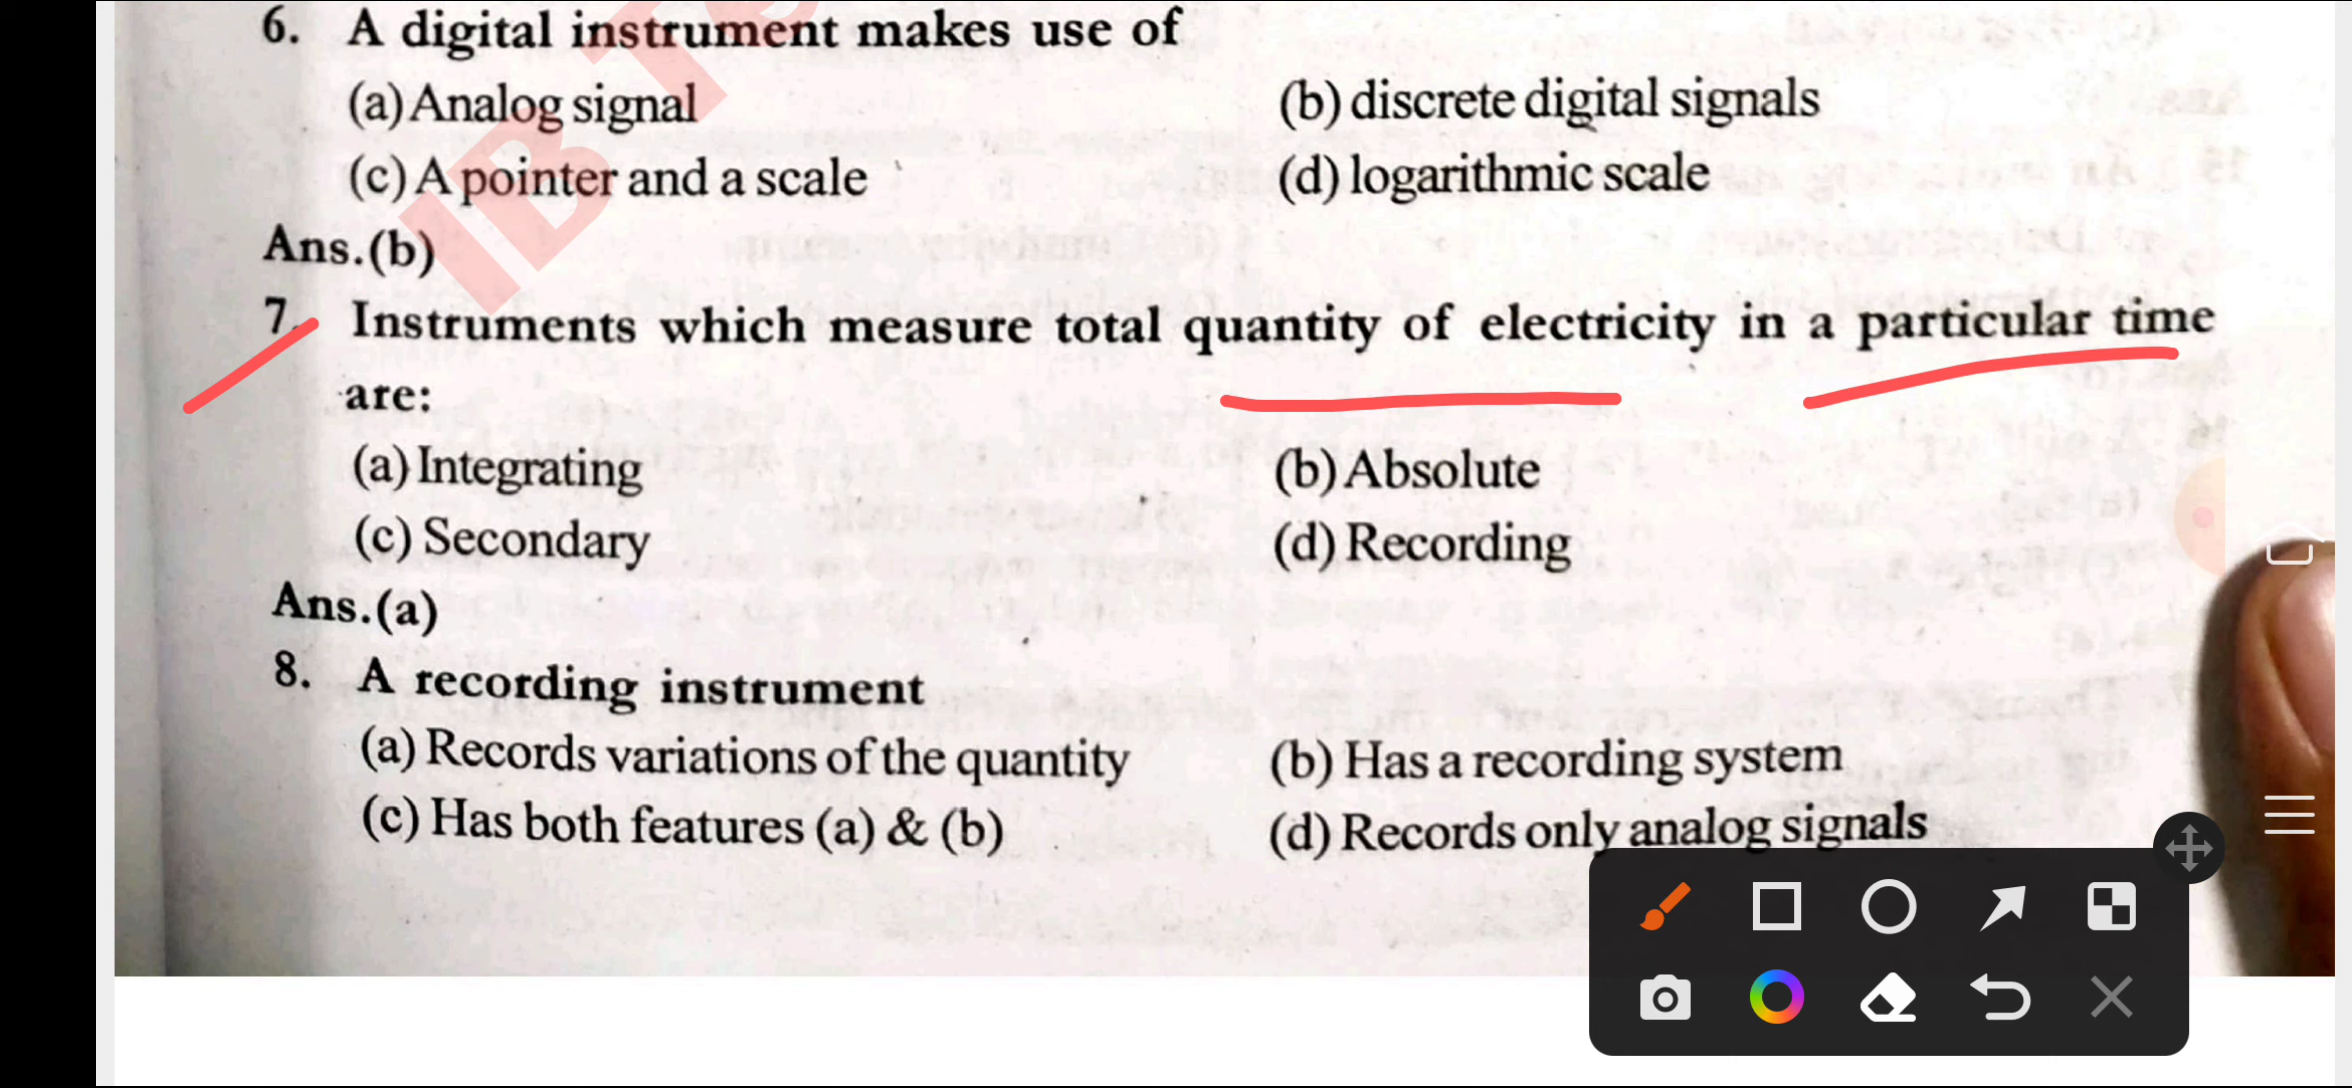 6. A digital instrument makes use of
(a) Analog signal (b) discrete digital signals
(c) A pointer and a scale (d) logarithmic scale
Ans.(b)
7. Instruments which measure total quantity of electricity in a particular time
are:
(a) Integrating (b) Absolute
(c) Secondary (d) Recording
Ans.(a)
8. A recording instrument
(a) Records variations of the quantity (b) Has a recording system
(c) Has both features (a) & (b) (d) Records only analog signals
IB Te